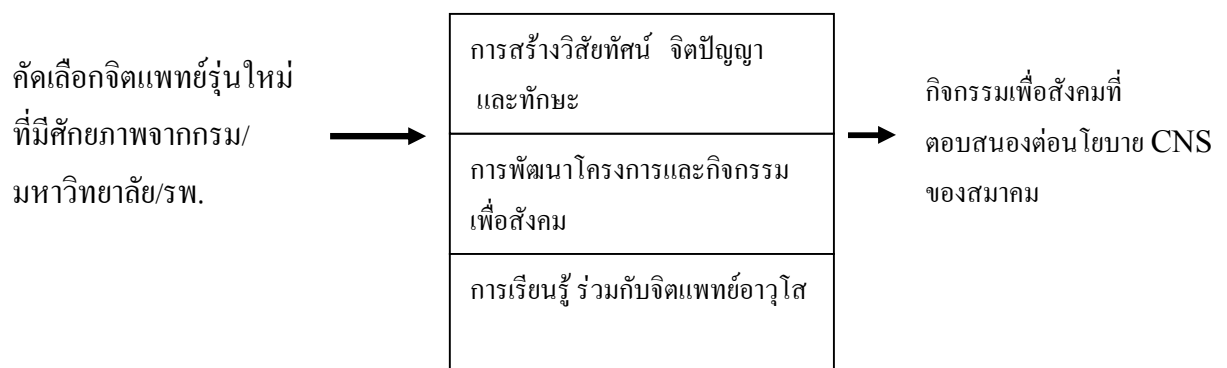 คัดเลือกจิตแพทย์รุ่นใหม่
ที่มีศักยภาพจากกรม/
มหาวิทยาลัย/รพ.
การสร้างวิสัยทัศน์ จิตปัญญา
และทักษะ
การพัฒนาโครงการและกิจกรรม
เพื่อสังคม
การเรียนรู้ ร่วมกับจิตแพทย์อาวุโส
กิจกรรมเพื่อสังคมที่
ตอบสนองต่อนโยบาย CNS
ของสมาคม